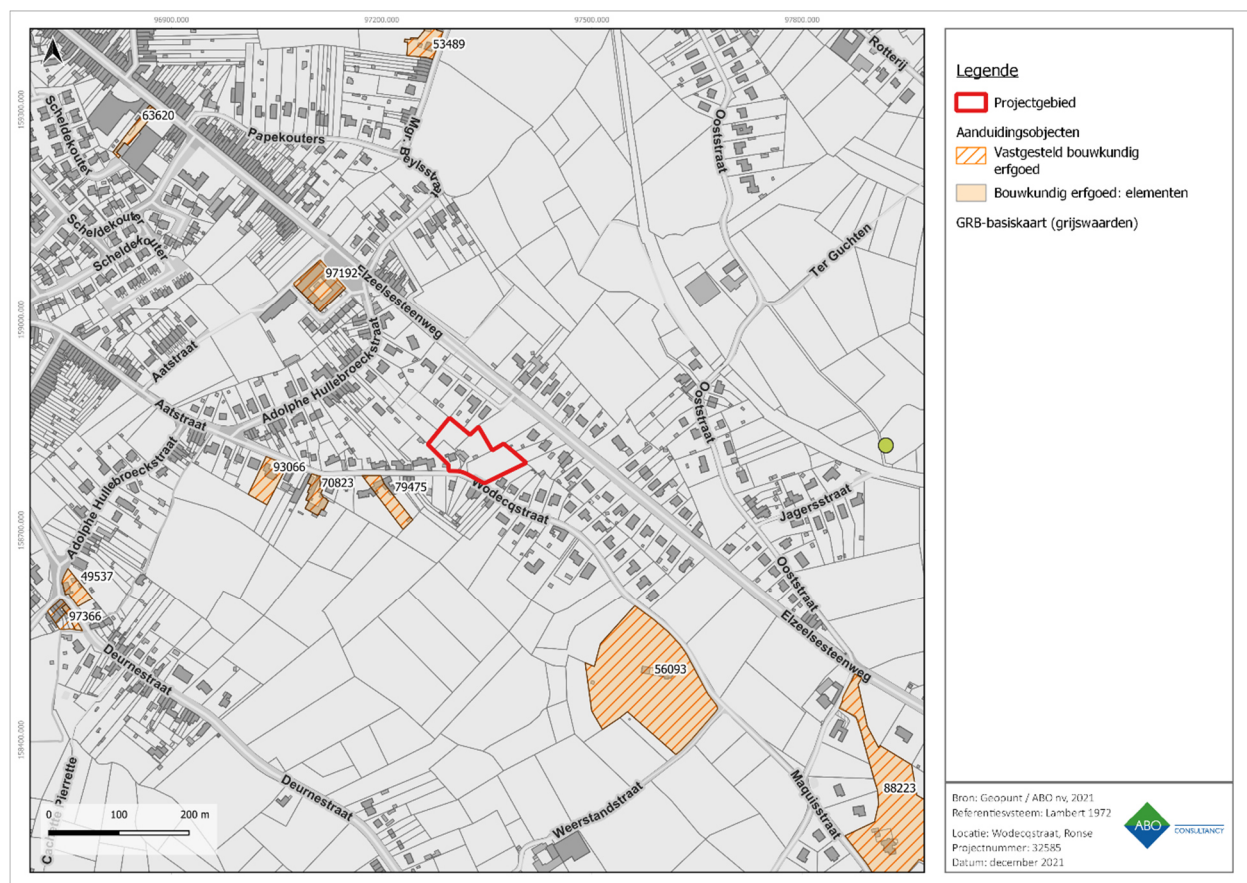 96900.000 97200.000 97500.000 97800.000
159300.000
159000.000
158700.000
158400.000
53489
Rotterij
63620
Scheldekouter
Papekouters
Mgr. Beylsstraat
Ooststraat
Scheldekouter
Scheldekouter
Ter Guchten
97192
Elzeelsesteenweg
Aatstraat
Adolphe Hullebroeckstraat
Aatstraat
Ooststraat
93066
70823
79475
Wodecqstraat
Jagersstraat
Adolphe Hullebroeckstraat
49537
97366
Ooststraat
Elzeelsesteenweg
Deurnestraat
56093
88223
Deurnestraat
Maquisstraat
Weerstandstraat
Pierrette
0 100 200 m
Legende
Projectgebied
Aanduidingsobjecten
Vastgesteld bouwkundig
erfgoed
Bouwkundig erfgoed: elementen
GRB-basiskaart (grijswaarden)
Bron: Geopunt / ABO nv, 2021
Referentiesysteem: Lambert 1972
Locatie: Wodecqstraat, Ronse
Projectnummer: 32585
Datum: december 2021
ABO
CONSULTANCY